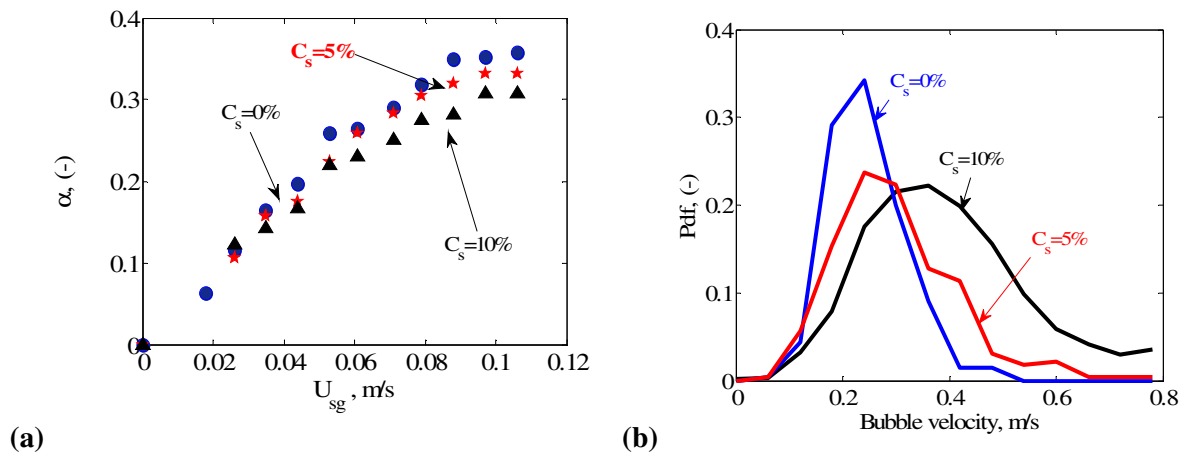 0.4
0.3
0.2
0.1
0
α, (-)
C_s=5%
C_s=0%
C_s=10%
0 0.02 0.04 0.06 0.08 0.1 0.12
U_sg , m/s
(a)
0.4
0.3
0.2
0.1
0
Pdf, (-)
C_s=0%
C_s=10%
C_s=5%
0 0.2 0.4 0.6 0.8
Bubble velocity, m/s
(b)